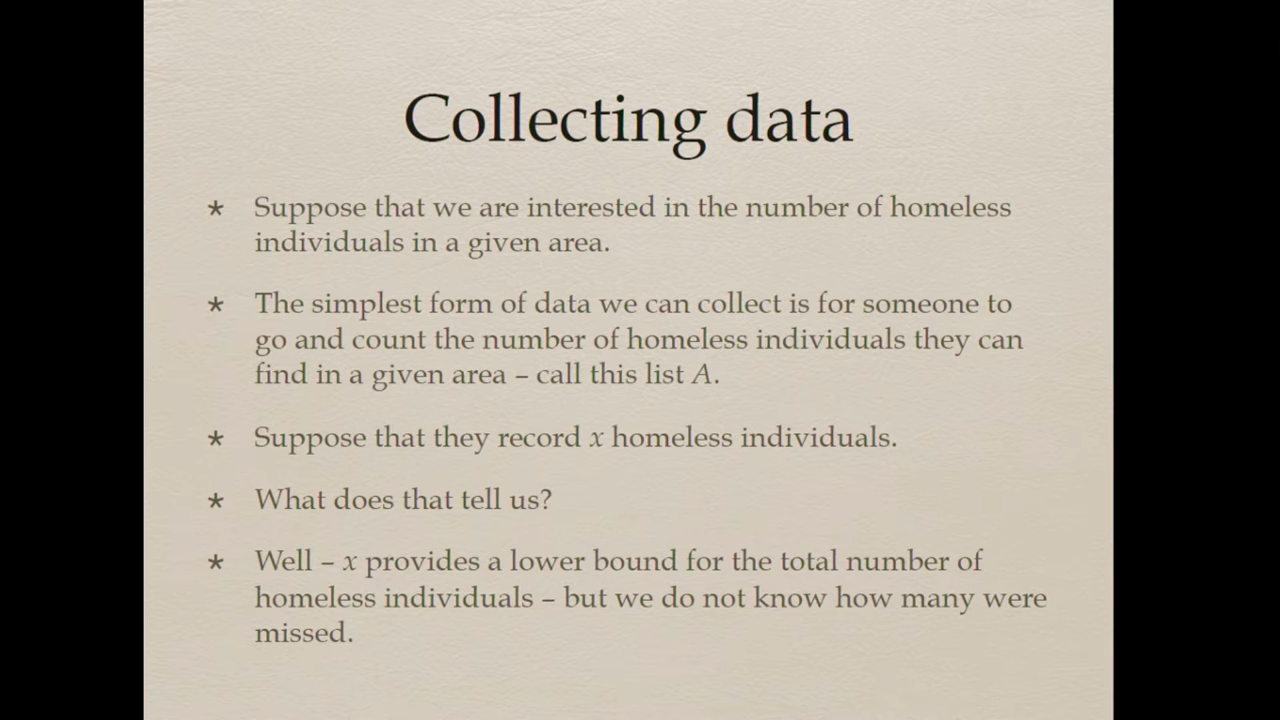 Collecting data
* Suppose that we are interested in the number of homeless
individuals in a given area.
* The simplest form of data we can collect is for someone to
go and count the number of homeless individuals they can
find in a given area – call this list A.
* Suppose that they record x homeless individuals.
* What does that tell us?
* Well – x provides a lower bound for the total number of
homeless individuals – but we do not know how many were
missed.